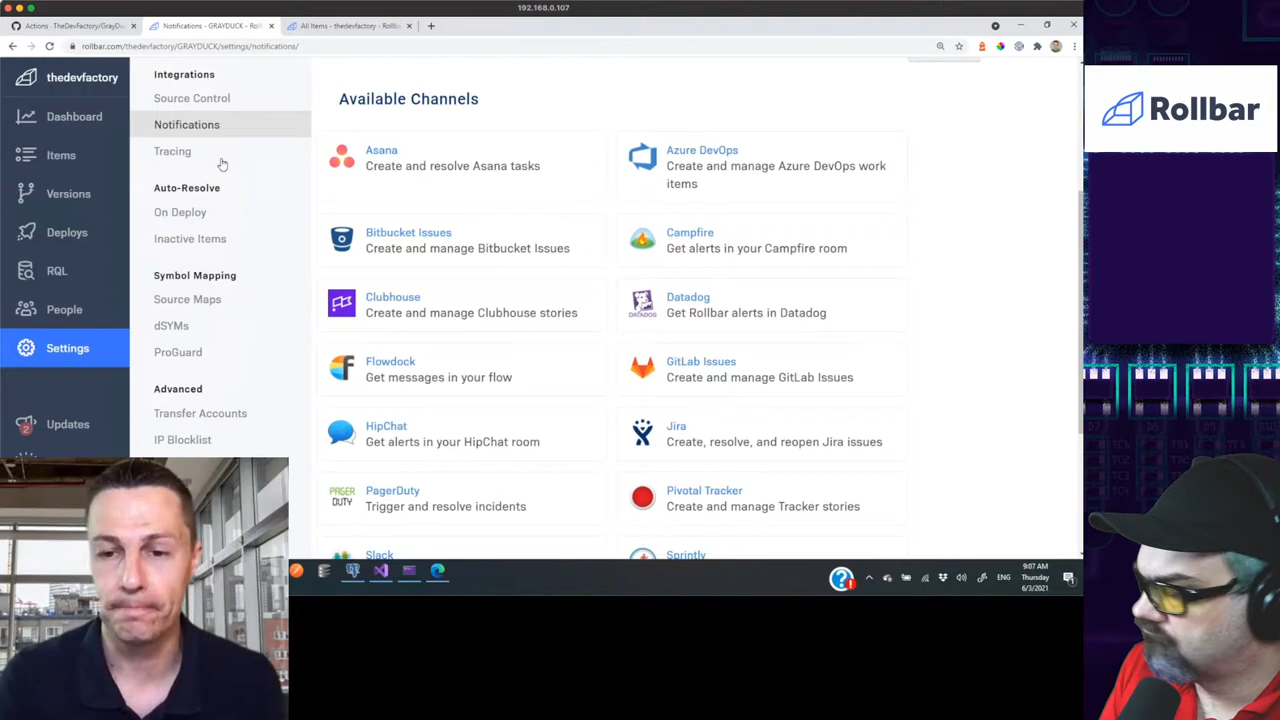 192.168.0.107
Actions · TheDevFactory/GrayDu
Notifications - GRAYDUCK - Roll
All Items - thedevfactory - Rollb
rollbar.com/thedevfactory/GRAYDUCK/settings/notifications/
thedevfactory
Dashboard
Items
Versions
Deploys
RQL
People
Settings
2
Updates
Integrations
Source Control
Notifications
Tracing
Auto-Resolve
On Deploy
Inactive Items
Symbol Mapping
Source Maps
dSYMs
ProGuard
Advanced
Transfer Accounts
IP Blocklist
Available Channels
Asana
Create and resolve Asana tasks
Azure DevOps
Create and manage Azure DevOps work
items
Bitbucket Issues
Create and manage Bitbucket Issues
Campfire
Get alerts in your Campfire room
Clubhouse
Create and manage Clubhouse stories
DATADOG
Datadog
Get Rollbar alerts in Datadog
Flowdock
Get messages in your flow
GitLab Issues
Create and manage GitLab Issues
HipChat
Get alerts in your HipChat room
Jira
Create, resolve, and reopen Jira issues
PAGER
DUTY
PagerDuty
Trigger and resolve incidents
Pivotal Tracker
Create and manage Tracker stories
Slack
Sprintly
ENG
9:07 AM
Thursday
6/3/2021
Rollbar